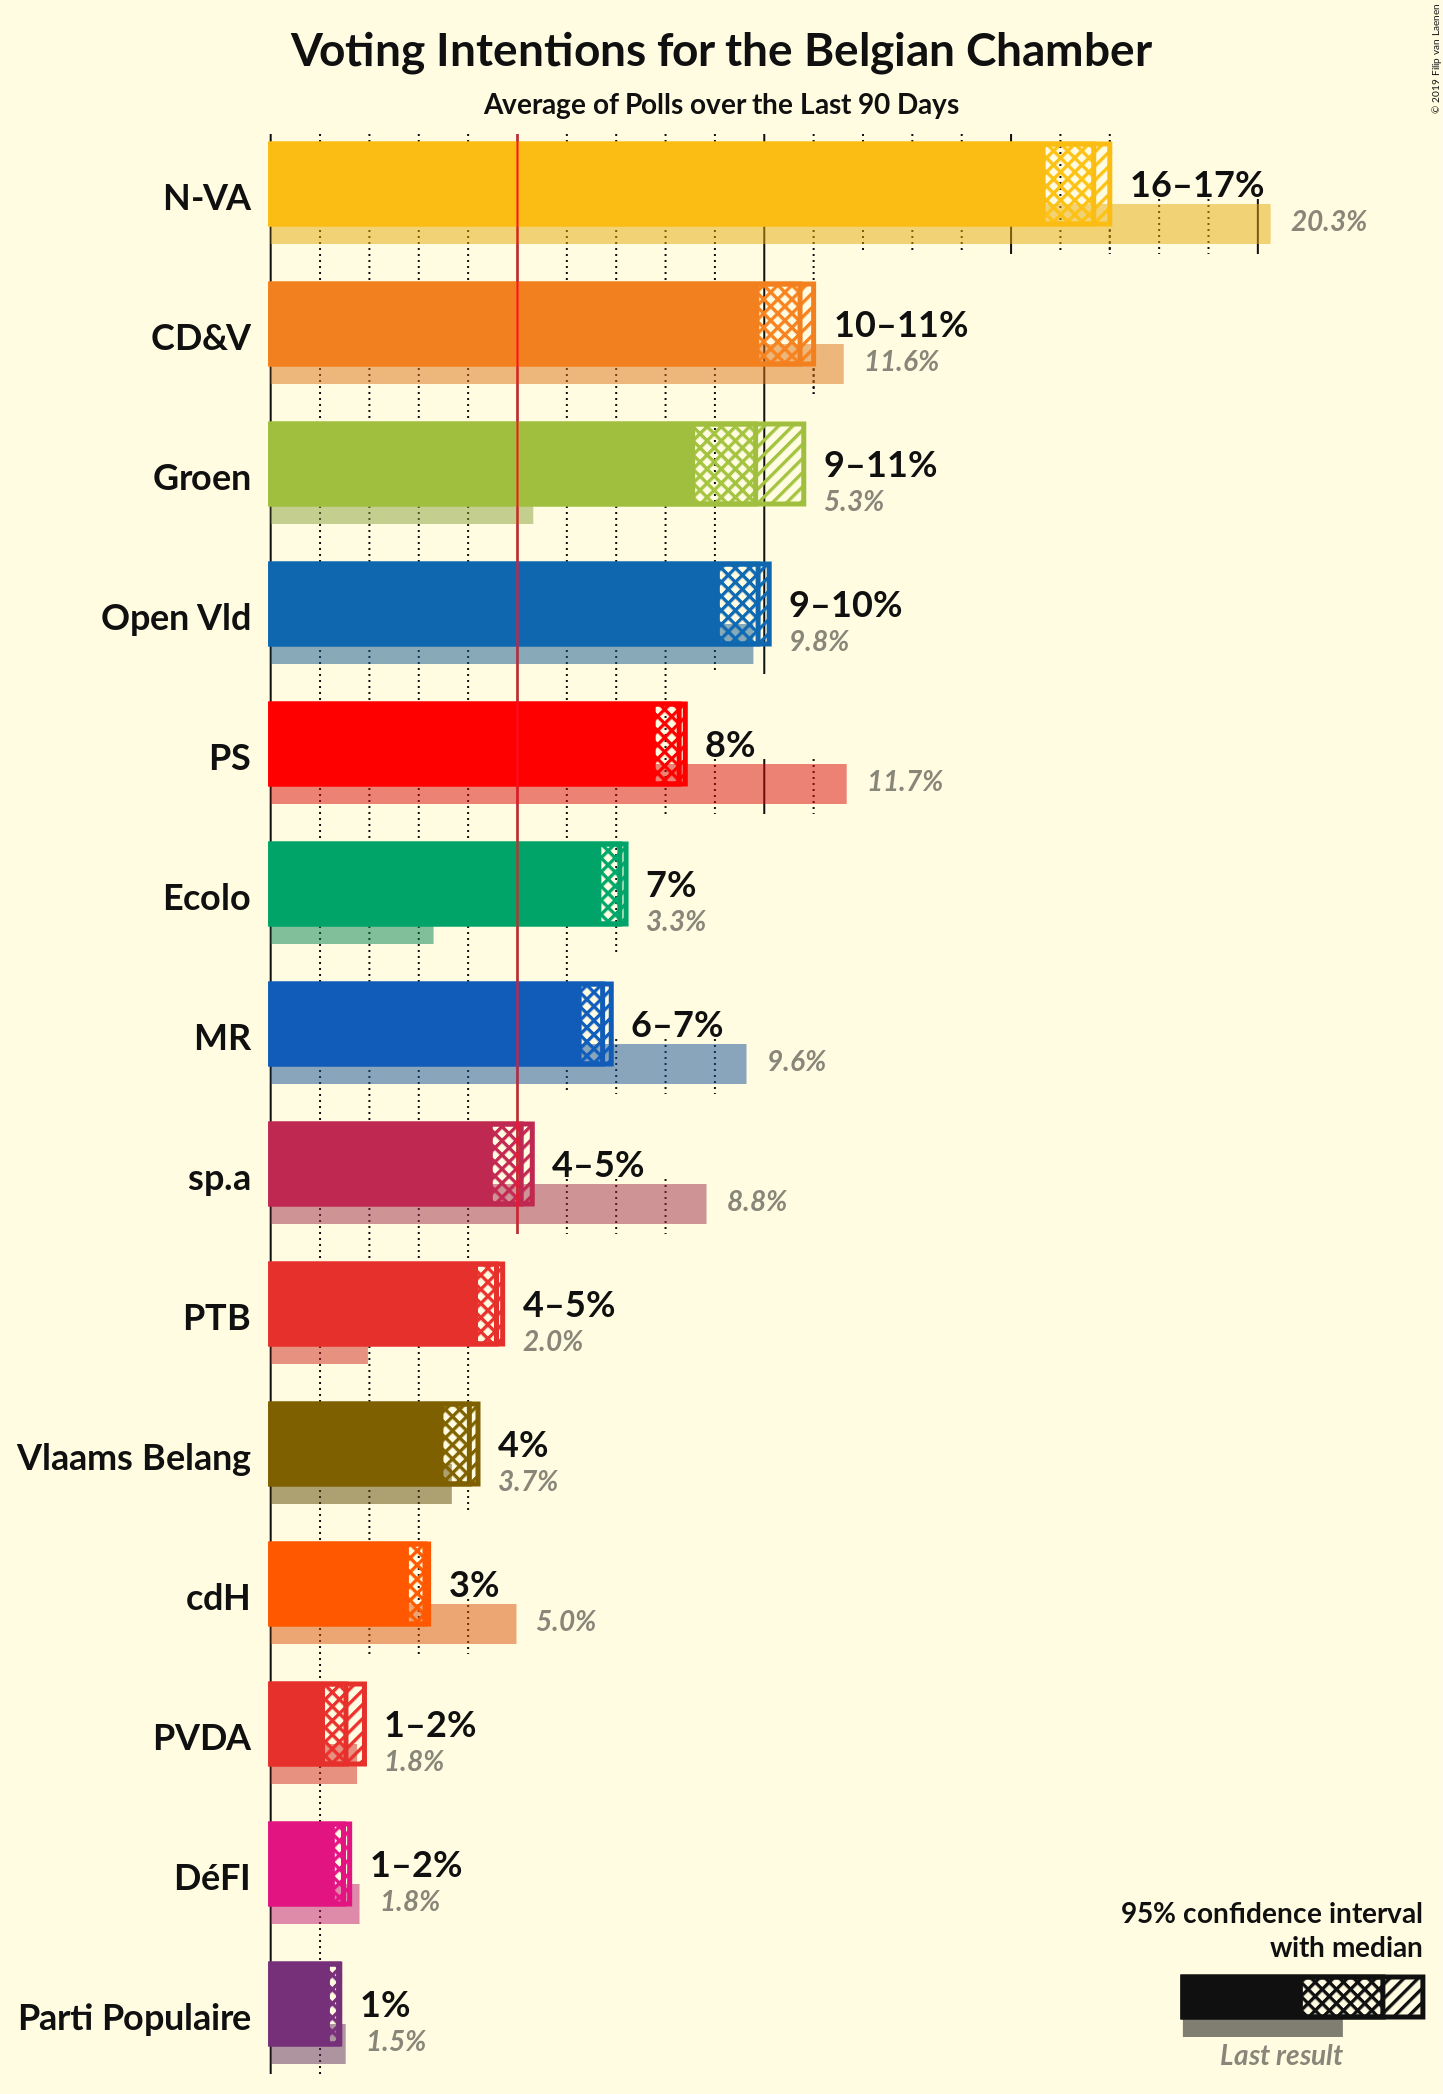 Voting Intentions for the Belgian Chamber
Average of Polls over the Last 90 Days
© 2019 Filip van Laenen
N-VA
16–17%
20.3%
CD&V
10–11%
11.6%
Groen
9–11%
5.3%
Open Vld
9–10%
9.8%
PS
8%
11.7%
Ecolo
7%
3.3%
MR
6–7%
9.6%
sp.a
4–5%
8.8%
PTB
4–5%
2.0%
Vlaams Belang
4%
3.7%
cdH
3%
5.0%
PVDA
1–2%
1.8%
DéFI
1–2%
1.8%
Parti Populaire
1%
1.5%
95% confidence interval
with median
Last result